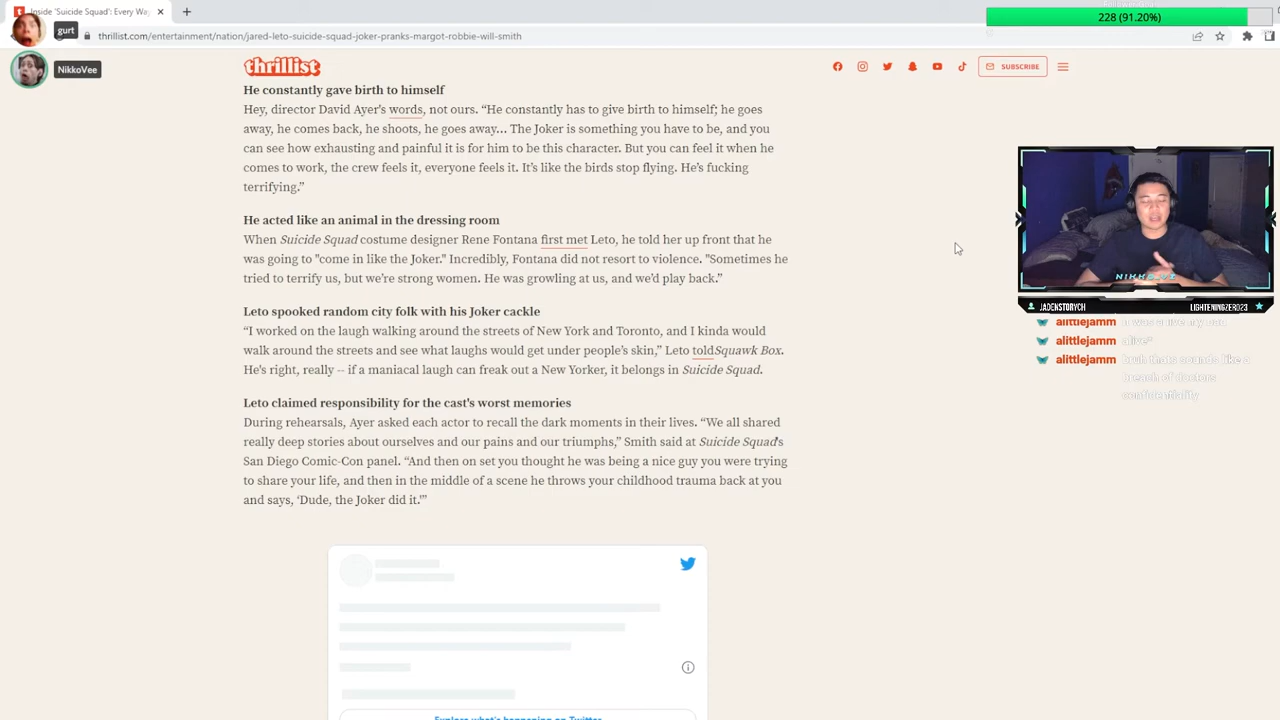 Inside 'Suicide Squad': Every Wa
228 (91.20%)
gurt
thrillist.com/entertainment/nation/jared-leto-suicide-squad-joker-pranks-margot-robbie-will-smith
NikkoVee
thrillist
SUBSCRIBE
He constantly gave birth to himself
Hey, director David Ayer's words, not ours. “He constantly has to give birth to himself; he goes
away, he comes back, he shoots, he goes away… The Joker is something you have to be, and you
can see how exhausting and painful it is for him to be this character. But you can feel it when he
comes to work, the crew feels it, everyone feels it. It’s like the birds stop flying. He’s fucking
terrifying.”
He acted like an animal in the dressing room
When Suicide Squad costume designer Rene Fontana first met Leto, he told her up front that he
was going to "come in like the Joker." Incredibly, Fontana did not resort to violence. "Sometimes he
tried to terrify us, but we’re strong women. He was growling at us, and we’d play back.”
Leto spooked random city folk with his Joker cackle
“I worked on the laugh walking around the streets of New York and Toronto, and I kinda would
walk around the streets and see what laughs would get under people’s skin,” Leto told Squawk Box.
He's right, really -- if a maniacal laugh can freak out a New Yorker, it belongs in Suicide Squad.
Leto claimed responsibility for the cast's worst memories
During rehearsals, Ayer asked each actor to recall the dark moments in their lives. “We all shared
really deep stories about ourselves and our pains and our triumphs,” Smith said at Suicide Squad's
San Diego Comic-Con panel. “And then on set you thought he was being a nice guy you were trying
to share your life, and then in the middle of a scene he throws your childhood trauma back at you
and says, ‘Dude, the Joker did it.’”
Explore what's happening on Twitter
NIKKOVE
JADENSTORYCH
LIGHTENINGZERO23
alittlejamm
alittlejamm alive*
alittlejamm bruh thats sounds like a
breach of doctors
confidentiality